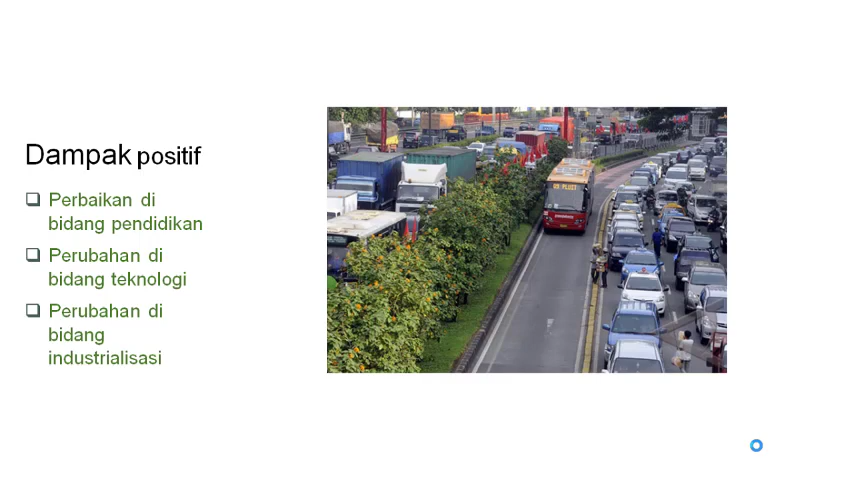 Dampak positif
Perbaikan di
bidang pendidikan
Perubahan di
bidang teknologi
Perubahan di
bidang
industrialisasi